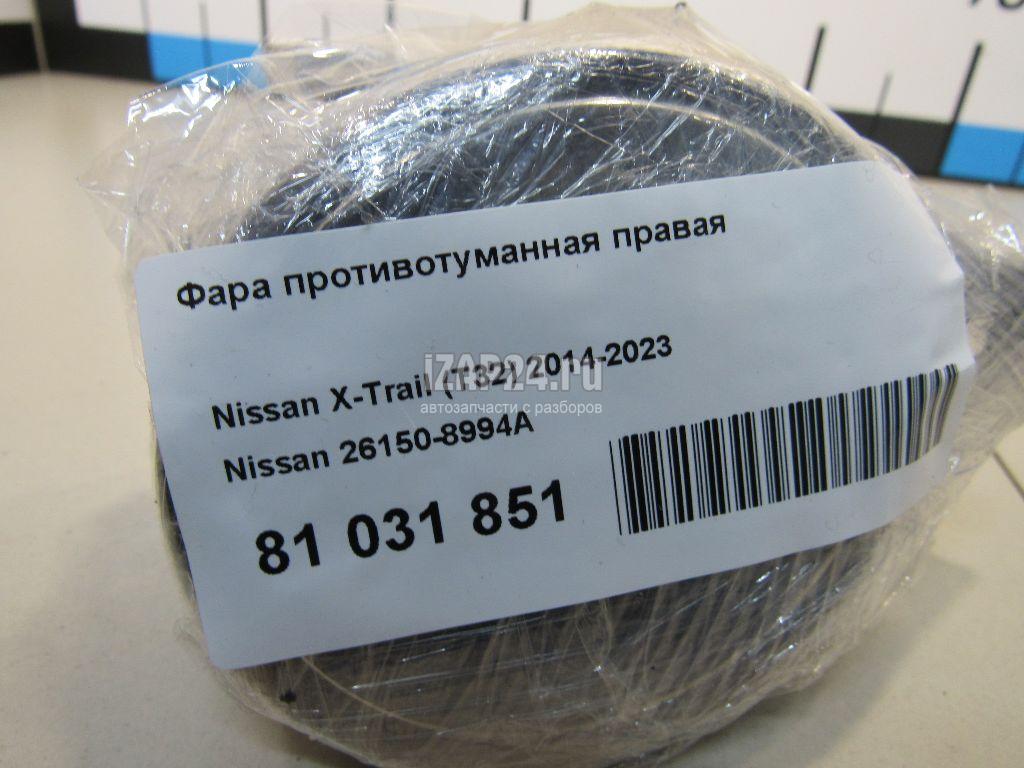 Фара противотуманная правая
Nissan X-Trail (T32) 2014-2023
iZAP24.ru
автозапчасти с разборов
Nissan 26150-8994A
81 031 851